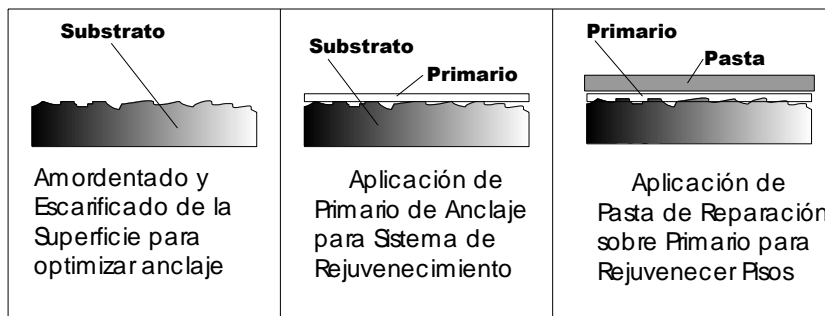 Substrato
Amordentado y
Escarificado de la
Superficie para
optimizar anclaje
Substrato
Primario
Aplicación de
Primario de Anclaje
para Sistema de
Rejuvenecimiento
Primario
Pasta
Aplicación de
Pasta de Reparación
sobre Primario para
Rejuvenecer Pisos